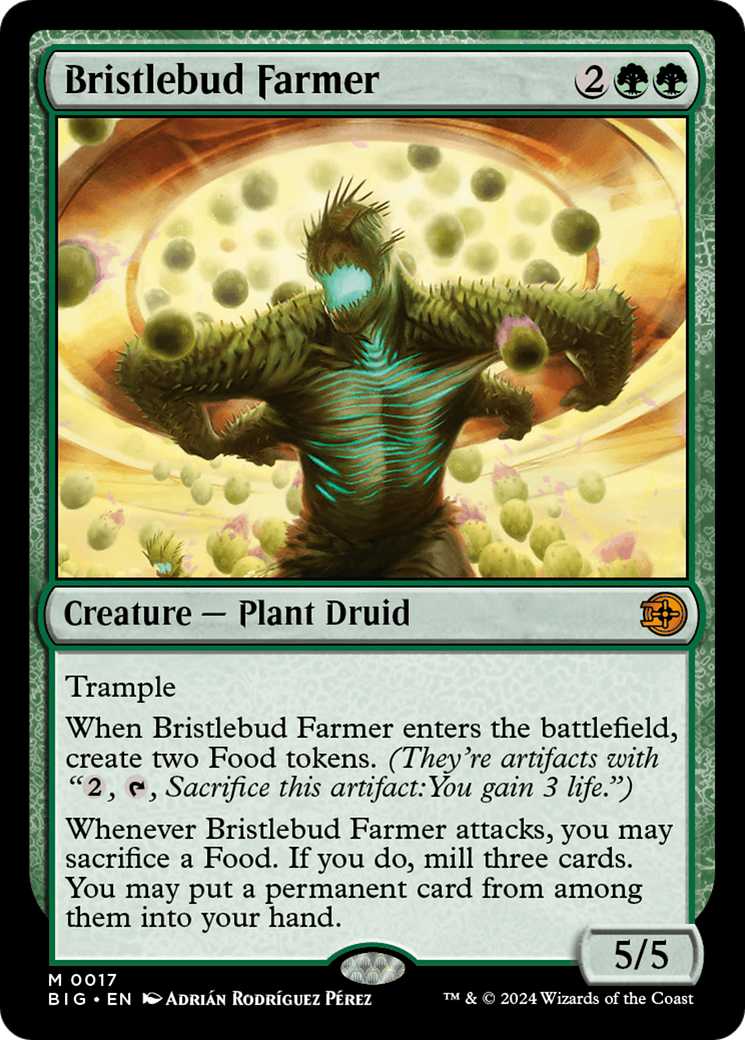 Bristlebud Farmer 2
Creature — Plant Druid
Trample
When Bristlebud Farmer enters the battlefield,
create two Food tokens. (They're artifacts with
“2, , Sacrifice this artifact:You gain 3 life.”)
Whenever Bristlebud Farmer attacks, you may
sacrifice a Food. If you do, mill three cards.
You may put a permanent card from among
them into your hand.
5/5
M 0017
BIG • EN Adrián Rodríguez Pérez ™ & © 2024 Wizards of the Coast